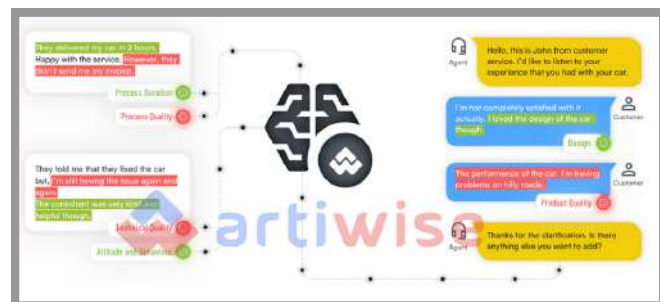 They delivered my car in 2 hours.
Happy with the service. However, they
didn't send me my invoice.
Process Duration
Process Quality
They told me that they fixed the car
but, I'm still having the issue again and
again.
The consultant was very kind and
helpful though.
Technical Quality
Attitude and
artiwise
Agent
Hello, this is John from customer
service. I'd like to listen to your
experience that you had with your car.
I'm not completely satisfied with it
actually. I loved the design of the car
though.
Customer
Design
The performance of the car. I'm having
problems on hilly roads.
Customer
Product Quality
Agent
Thanks for the clarification. Is there
anything else you want to add?